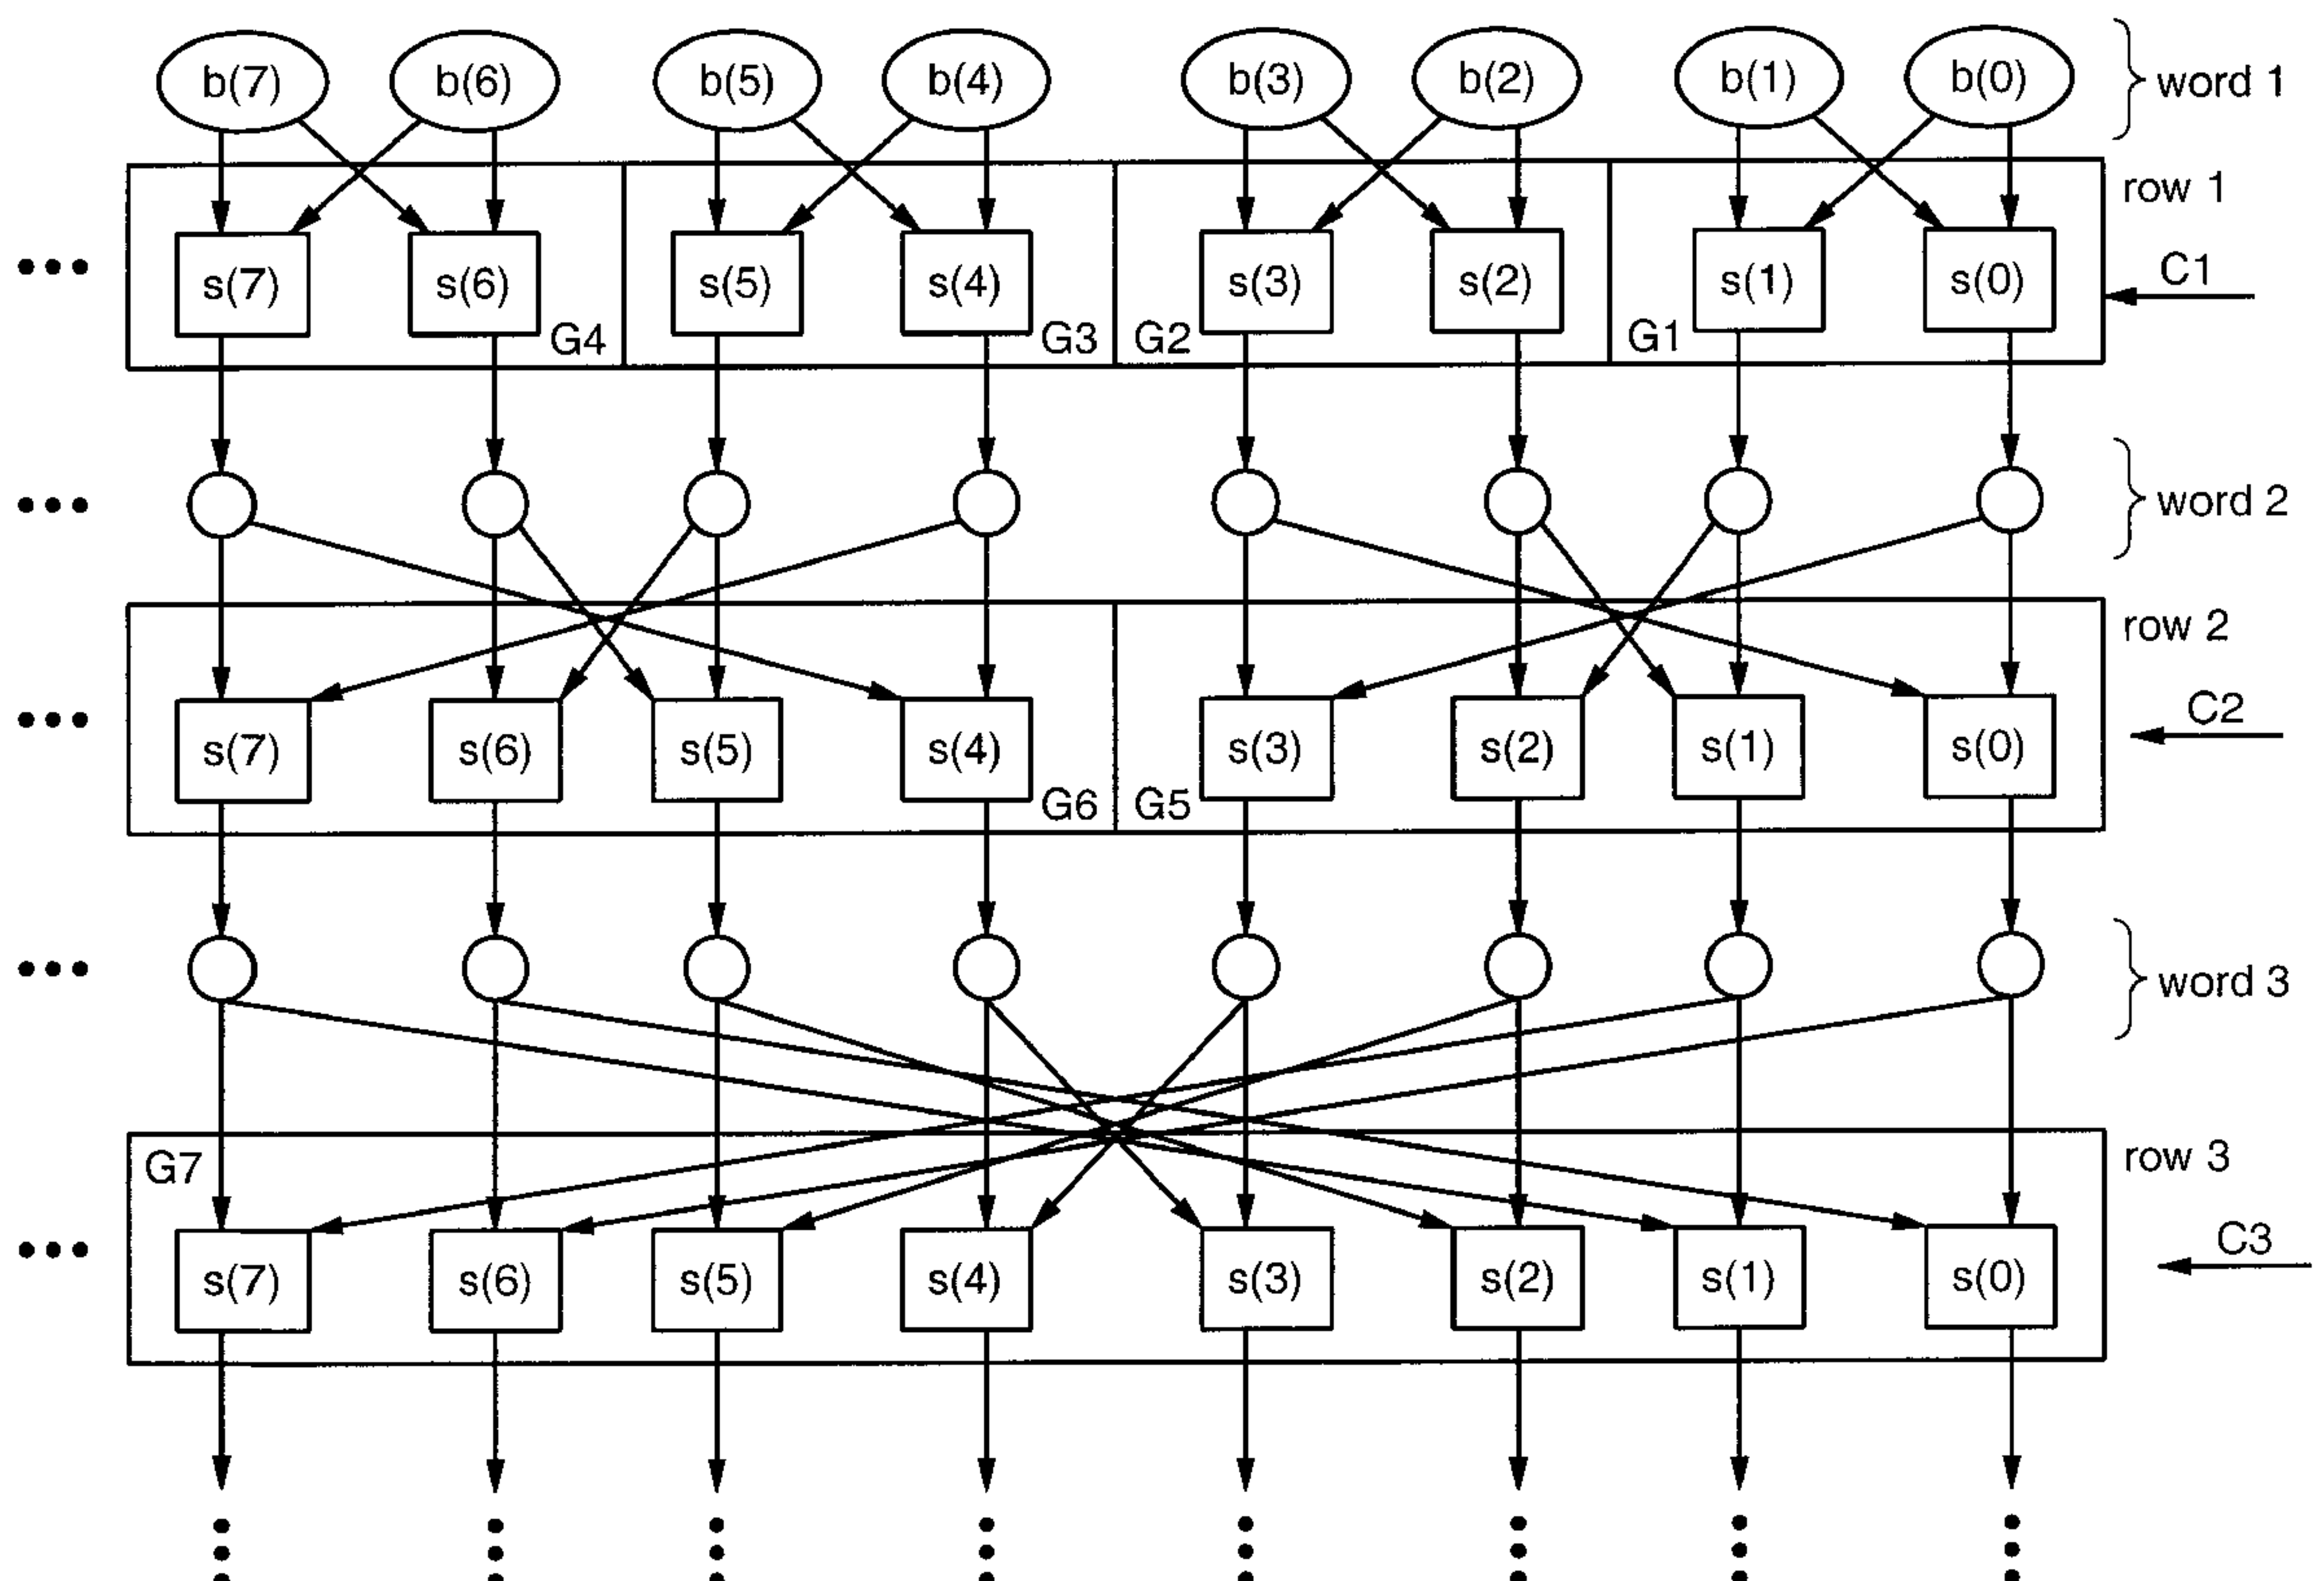 b(7) b(6) b(5) b(4) b(3) b(2) b(1) b(0) word 1
row 1
C1
s(7) s(6) s(5) s(4) s(3) s(2) s(1) s(0)
G4 G3 G2 G1
word 2
row 2
C2
s(7) s(6) s(5) s(4) s(3) s(2) s(1) s(0)
G6 G5
word 3
G7 row 3
C3
s(7) s(6) s(5) s(4) s(3) s(2) s(1) s(0)